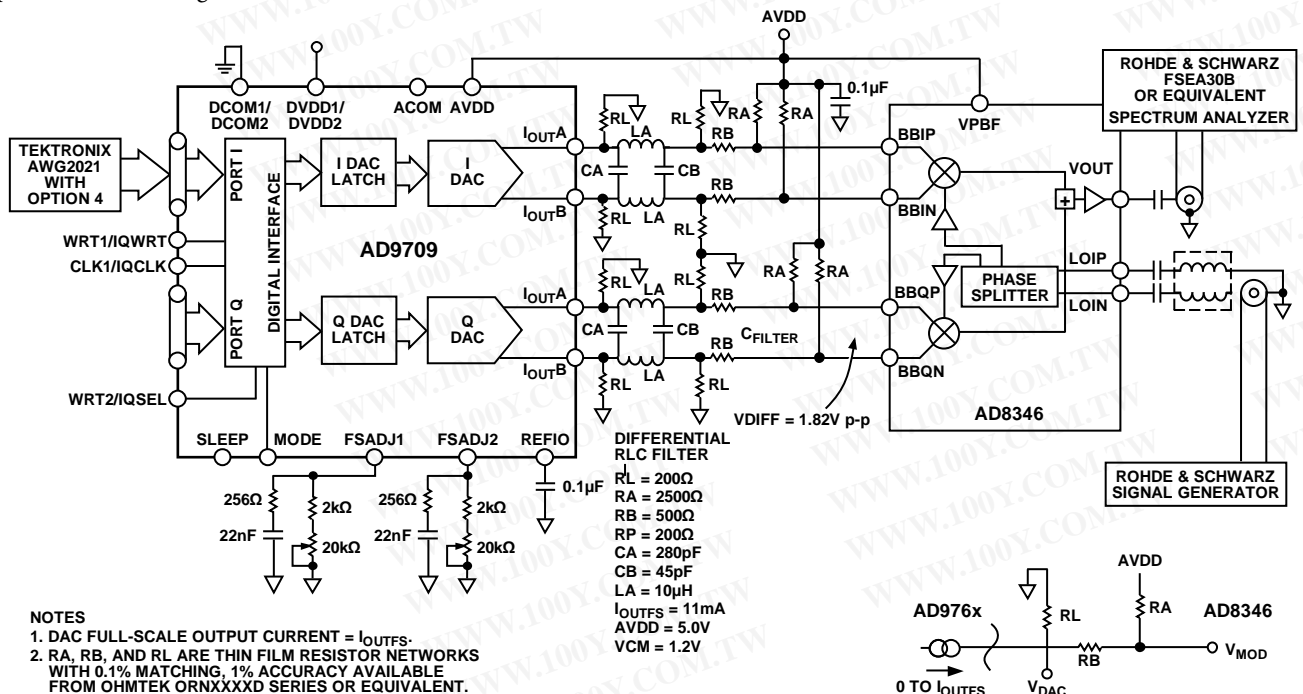 AVDD
DCOM1/
DCOM2
DVDD1/
DVDD2
ACOM
AVDD
TEKTRONIX
AWG2021
WITH
OPTION 4
PORT I
I DAC
LATCH
I
DAC
IOUTA
IOUTB
WRT1/IQWRT
CLK1/IQCLK
DIGITAL INTERFACE
AD9709
PORT Q
Q DAC
LATCH
Q
DAC
IOUTA
IOUTB
WRT2/IQSEL
SLEEP
MODE
FSADJ1
FSADJ2
REFIO
256Ω
22nF
2kΩ
20kΩ
256Ω
22nF
2kΩ
20kΩ
0.1µF
RL
LA
RL
RA
RA
0.1µF
RB
CA
CB
RB
RL
LA
RL
RL
LA
RL
RA
RA
RB
CA
CB
CFILTER
RB
RL
LA
RL
VDIFF = 1.82V p-p
VPBF
BBIP
BBIN
BBQP
BBQN
PHASE
SPLITTER
VOUT
LOIP
LOIN
AD8346
ROHDE & SCHWARZ
FSEA30B
OR EQUIVALENT
SPECTRUM ANALYZER
ROHDE & SCHWARZ
SIGNAL GENERATOR
DIFFERENTIAL
RLC FILTER
RL = 200Ω
RA = 2500Ω
RB = 500Ω
RP = 200Ω
CA = 280pF
CB = 45pF
LA = 10µH
IOUTFS = 11mA
AVDD = 5.0V
VCM = 1.2V
AVDD
AD976x
RL
RA
AD8346
RB
VMOD
0 TO IOUTFS
VDAC
NOTES
1. DAC FULL-SCALE OUTPUT CURRENT = IOUTFS.
2. RA, RB, AND RL ARE THIN FILM RESISTOR NETWORKS
WITH 0.1% MATCHING, 1% ACCURACY AVAILABLE
FROM OHMTEK ORNXXXXD SERIES OR EQUIVALENT.
WWW.100Y.COM.TW